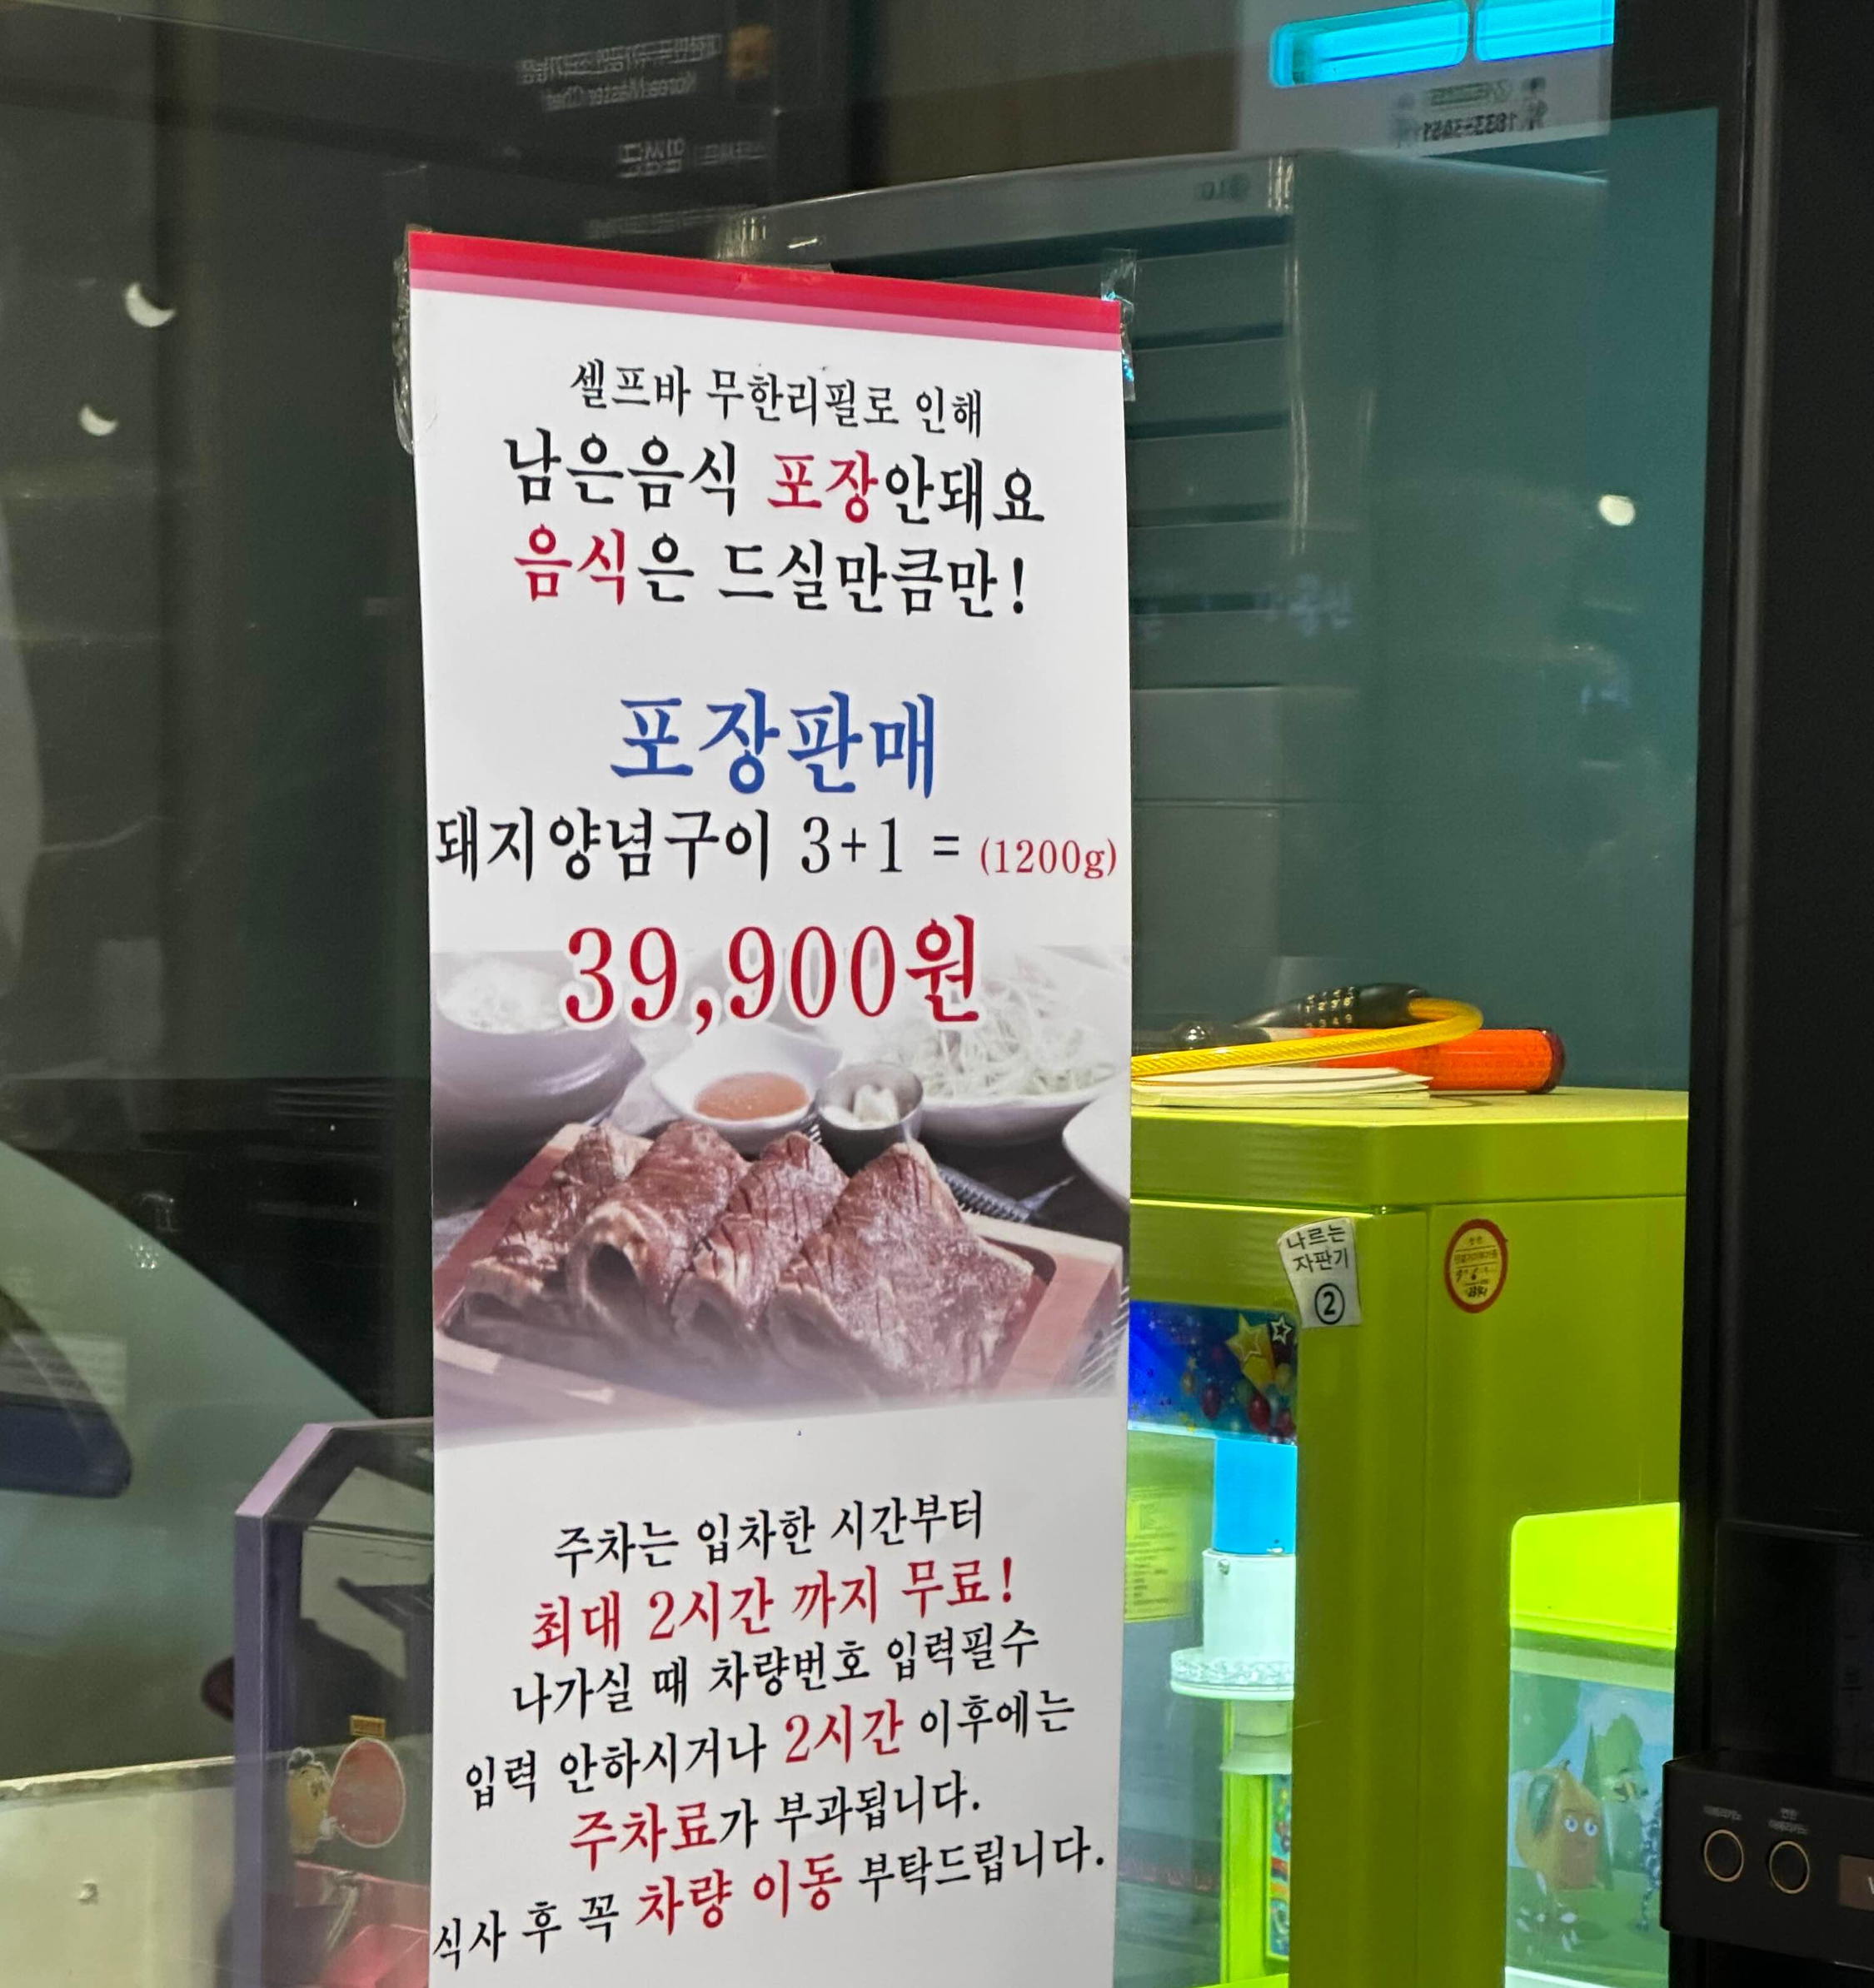 Korea Master Chef
셀프바 무한리필로 인해
남은음식 포장안돼요
음식은 드실만큼만!
포장판매
돼지양념구이 3+1 = (1200g)
39,900원
나르는
자판기
②
주차는 입차한 시간부터
최대 2시간 까지 무료!
나가실 때 차량번호 입력필수
입력 안하시거나 2시간 이후에는
주차료가 부과됩니다.
식사 후 꼭 차량 이동 부탁드립니다.